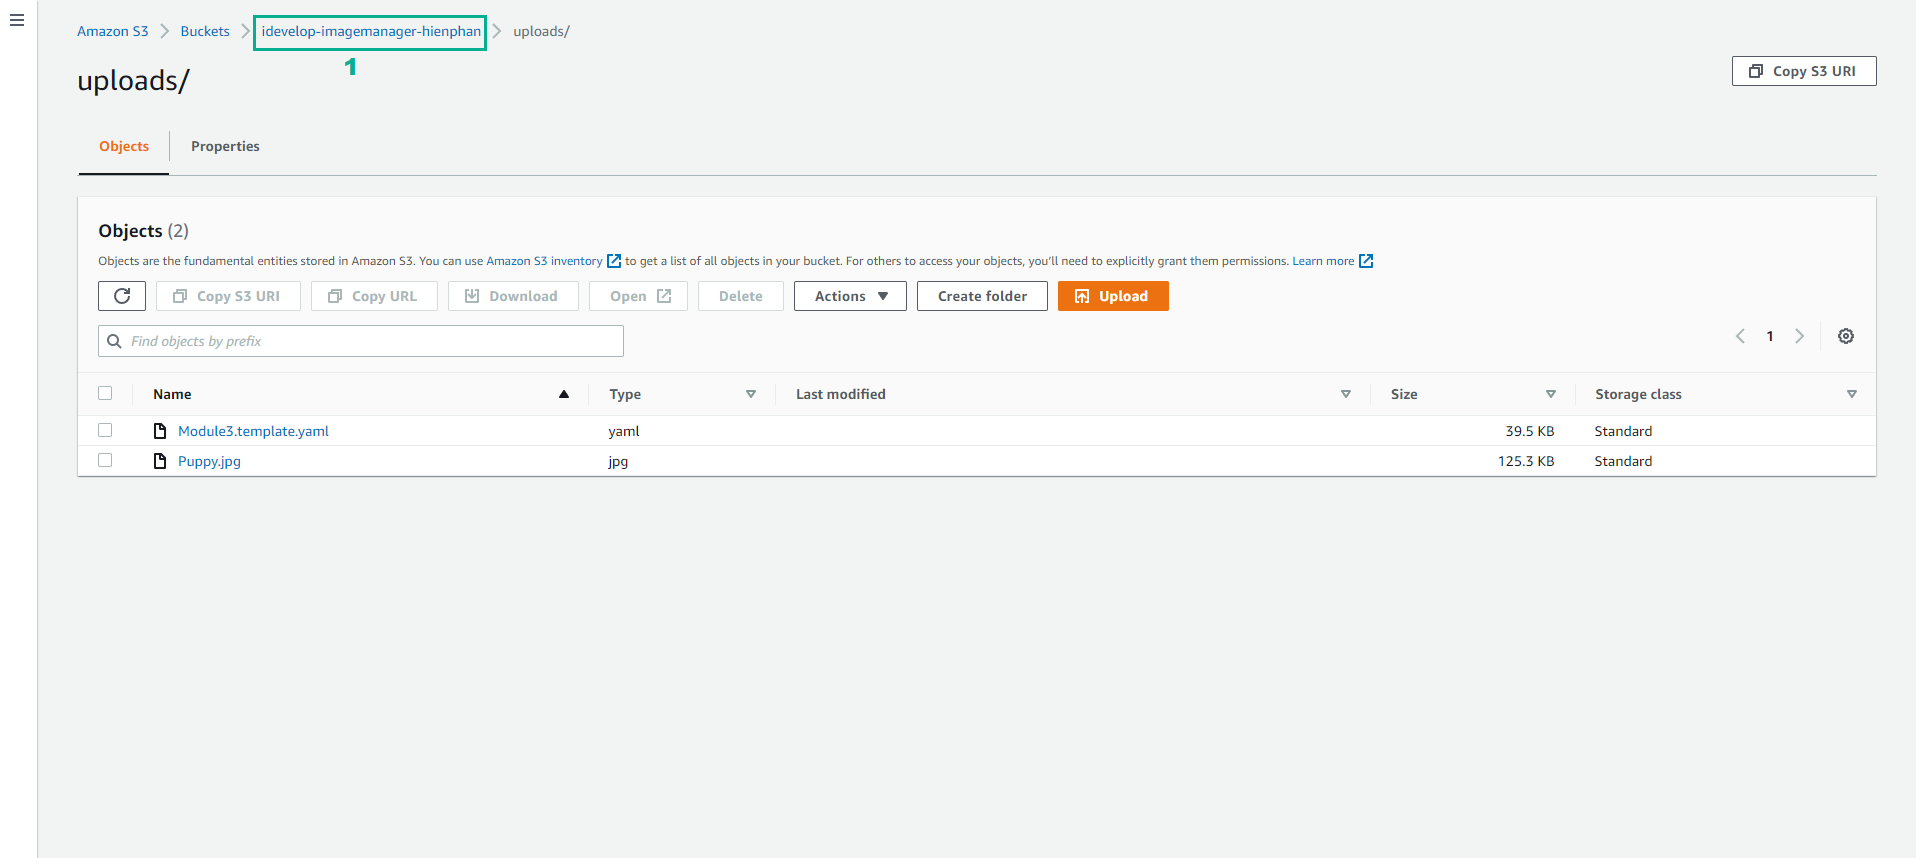 Amazon S3 Buckets idevelop-imagemanager-hienphan uploads/
1
uploads/
Copy S3 URI
Objects Properties
Objects (2)
Objects are the fundamental entities stored in Amazon S3. You can use Amazon S3 inventory to get a list of all objects in your bucket. For others to access your objects, you'll need to explicitly grant them permissions. Learn more
Copy S3 URI Copy URL Download Open Delete Actions Create folder Upload
Find objects by prefix
1
Name Type Last modified Size Storage class
Module3.template.yaml yaml 39.5 KB Standard
Puppy.jpg jpg 125.3 KB Standard